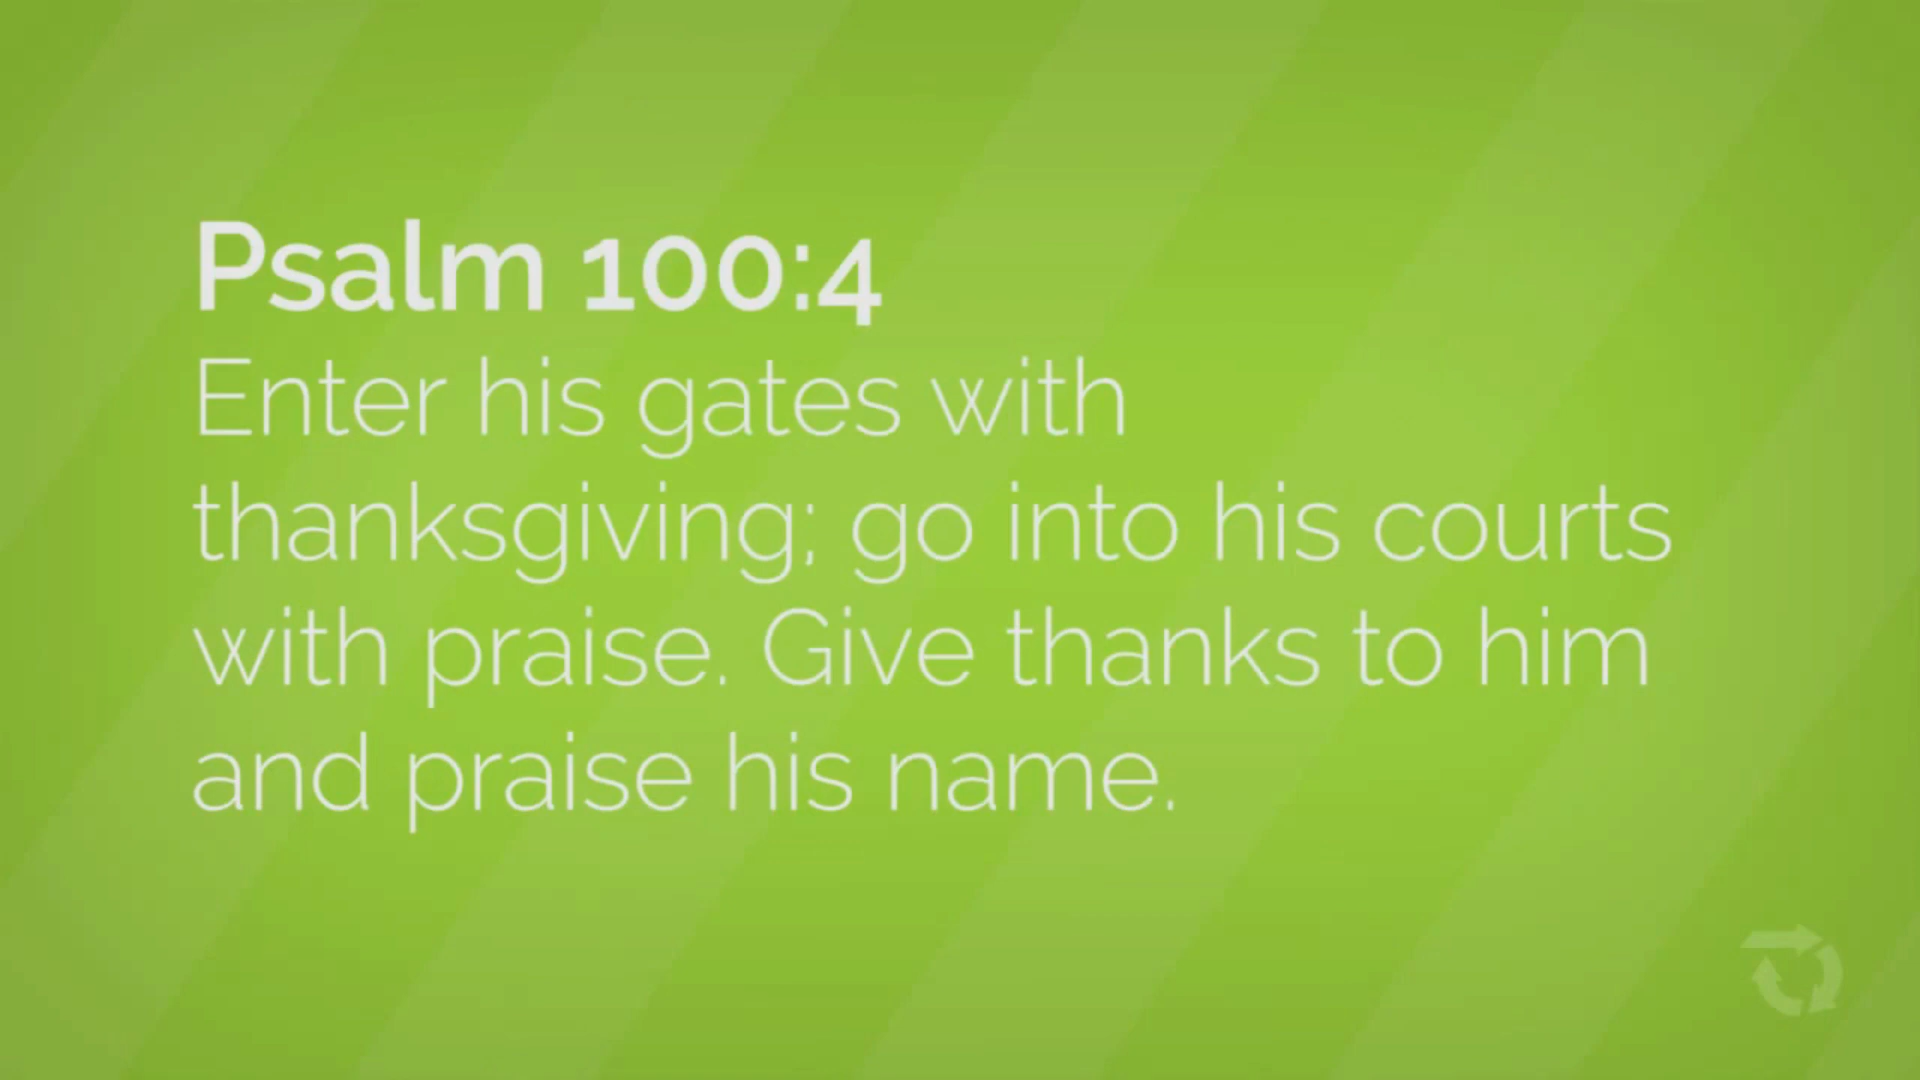 Psalm 100:4
Enter his gates with
thanksgiving; go into his courts
with praise. Give thanks to him
and praise his name.